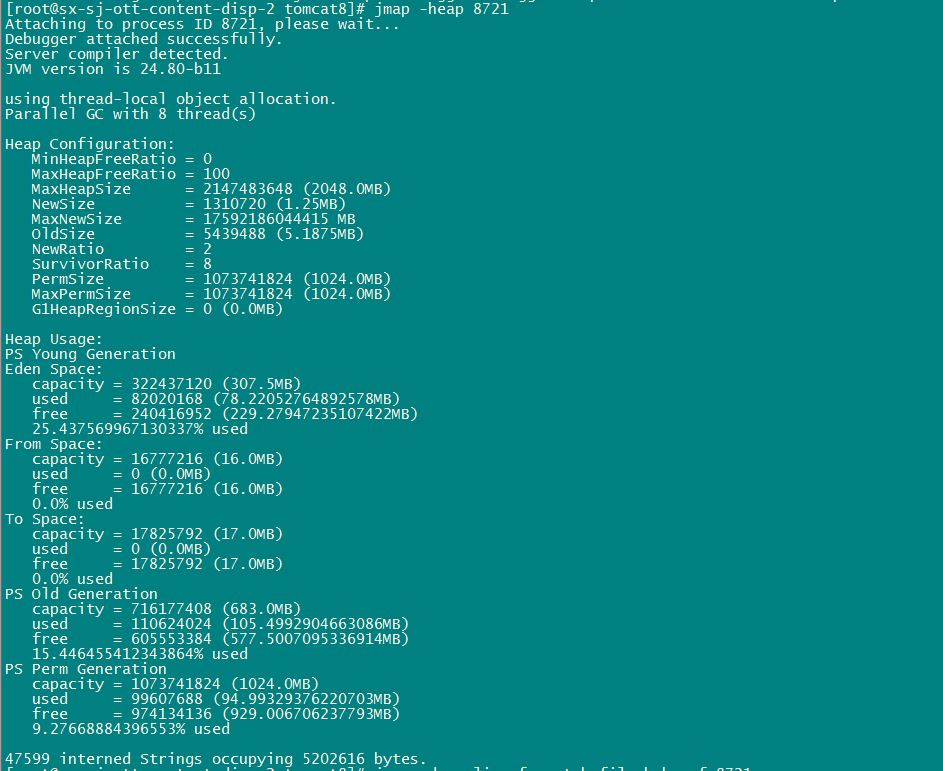 [root@sx-sj-ott-content-disp-2 tomcat8]# jmap -heap 8721
Attaching to process ID 8721, please wait...
Debugger attached successfully.
Server compiler detected.
JVM version is 24.80-b11

using thread-local object allocation.
Parallel GC with 8 thread(s)

Heap Configuration:
   MinHeapFreeRatio = 0
   MaxHeapFreeRatio = 100
   MaxHeapSize      = 2147483648 (2048.0MB)
   NewSize          = 1310720 (1.25MB)
   MaxNewSize       = 17592186044415 MB
   OldSize          = 5439488 (5.1875MB)
   NewRatio         = 2
   SurvivorRatio    = 8
   PermSize         = 1073741824 (1024.0MB)
   MaxPermSize      = 1073741824 (1024.0MB)
   G1HeapRegionSize = 0 (0.0MB)

Heap Usage:
PS Young Generation
Eden Space:
   capacity = 322437120 (307.5MB)
   used     = 82020168 (78.22052764892578MB)
   free     = 240416952 (229.27947235107422MB)
   25.437569967130337% used
From Space:
   capacity = 16777216 (16.0MB)
   used     = 0 (0.0MB)
   free     = 16777216 (16.0MB)
   0.0% used
To Space:
   capacity = 17825792 (17.0MB)
   used     = 0 (0.0MB)
   free     = 17825792 (17.0MB)
   0.0% used
PS Old Generation
   capacity = 716177408 (683.0MB)
   used     = 110624024 (105.4992904663086MB)
   free     = 605553384 (577.5007095336914MB)
   15.446455412343864% used
PS Perm Generation
   capacity = 1073741824 (1024.0MB)
   used     = 99607688 (94.99329376220703MB)
   free     = 974134136 (929.006706237793MB)
   9.27668884396553% used

47599 interned Strings occupying 5202616 bytes.